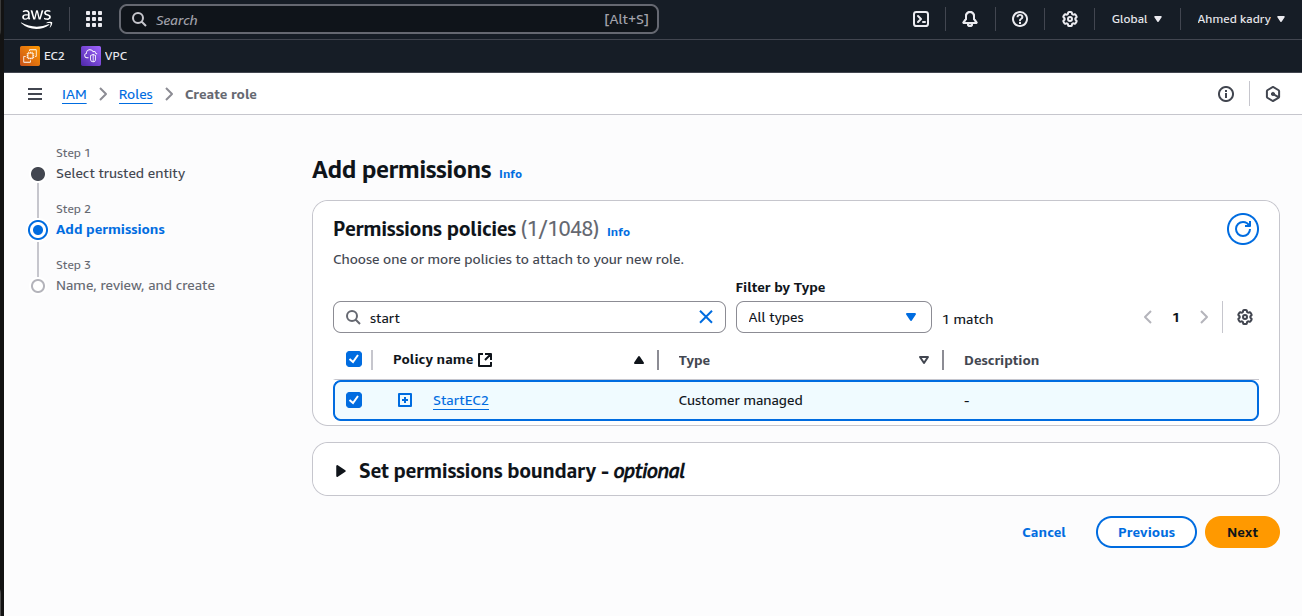 aws
Search [Alt+S]
Global
Ahmed kadry
EC2 VPC
IAM Roles Create role
Step 1
Select trusted entity
Step 2
Add permissions
Step 3
Name, review, and create
Add permissions Info
Permissions policies (1/1048) Info
Choose one or more policies to attach to your new role.
Filter by Type
start All types 1 match 1
Policy name Type Description
StartEC2 Customer managed -
Set permissions boundary - optional
Cancel Previous Next